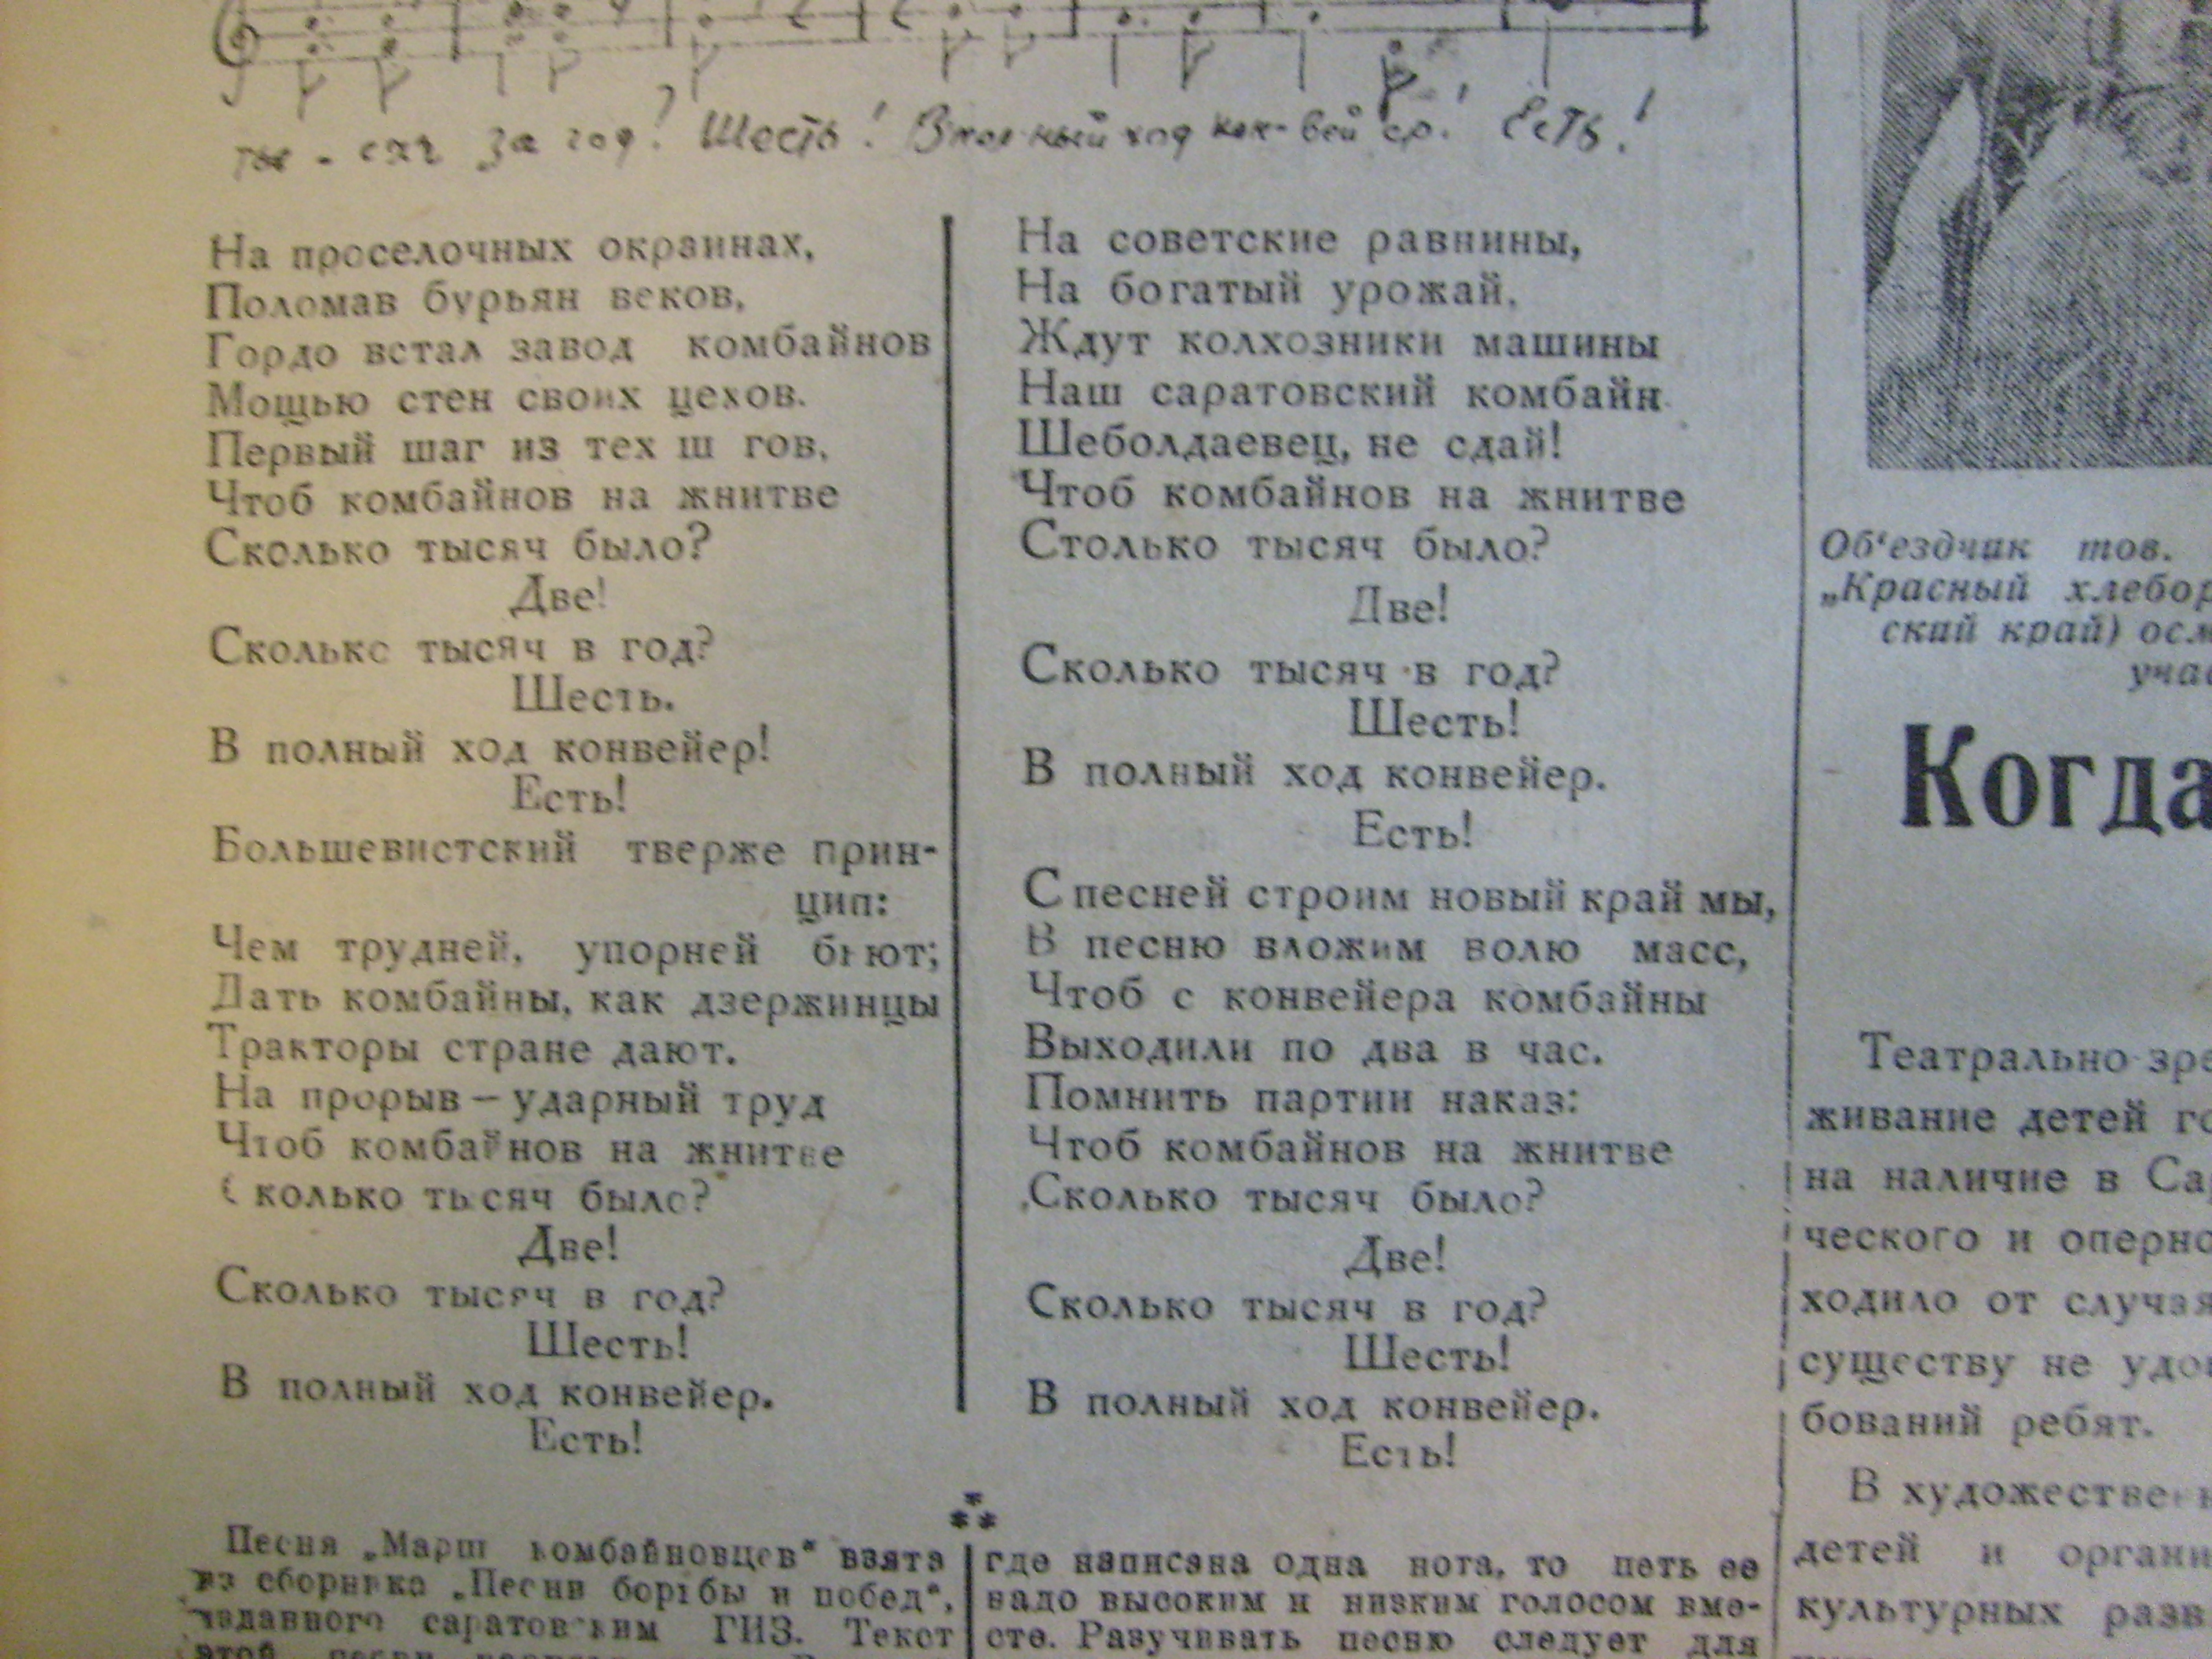 ты - сяч за год? Шесть! В пол-ный ход кон-вей ер! Есть!
На проселочных окраинах,
Поломав бурьян веков,
Гордо встал завод комбайнов
Мощью стен своих цехов.
Первый шаг из тех ш гов,
Чтоб комбайнов на жнитве
Сколько тысяч было?
Две!
Сколько тысяч в год?
Шесть.
В полный ход конвейер!
Есть!
Большевистский тверже прин-
цип:
Чем трудней, упорней бьют;
Дать комбайны, как дзержинцы
Тракторы стране дают.
На прорыв — ударный труд
Чтоб комбайнов на жнитве
Сколько тысяч было?
Две!
Сколько тысяч в год?
Шесть!
В полный ход конвейер.
Есть!
На советские равнины,
На богатый урожай,
Ждут колхозники машины
Наш саратовский комбайн
Шеболдаевец, не сдай!
Чтоб комбайнов на жнитве
Столько тысяч было?
Две!
Сколько тысяч в год?
Шесть!
В полный ход конвейер.
Есть!
С песней строим новый край мы,
В песню вложим волю масс,
Чтоб с конвейера комбайны
Выходили по два в час.
Помнить партии наказ:
Чтоб комбайнов на жнитве
Сколько тысяч было?
Две!
Сколько тысяч в год?
Шесть!
В полный ход конвейер.
Есть!
***
Песня „Марш комбайновцев“ взята
из сборника „Песни борьбы и побед“,
изданного саратовским ГИЗ. Текст
этой песни
где написана одна нота, то петь ее
надо высоким и низким голосом вме-
сте. Разучивать песню следует для
Об‘ездчик тов.
„Красный хлебор
ский край) осм
учас
Когда
Театрально-зре
живание детей го
на наличие в Са
ческого и оперно
ходило от случая
существу не удо
бований ребят.
В художествен
детей и органи
культурных разв